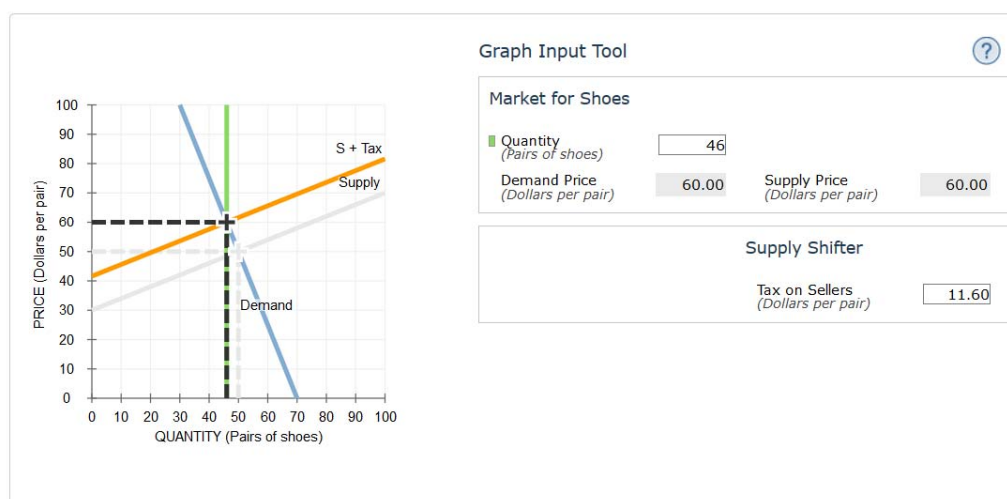 Graph Input Tool
?
Market for Shoes
Quantity
(Pairs of shoes)
46
Demand Price
(Dollars per pair)
60.00
Supply Price
(Dollars per pair)
60.00
Supply Shifter
Tax on Sellers
(Dollars per pair)
11.60
PRICE (Dollars per pair)
100
90
80
70
60
50
40
30
20
10
0
S + Tax
Supply
Demand
0 10 20 30 40 50 60 70 80 90 100
QUANTITY (Pairs of shoes)